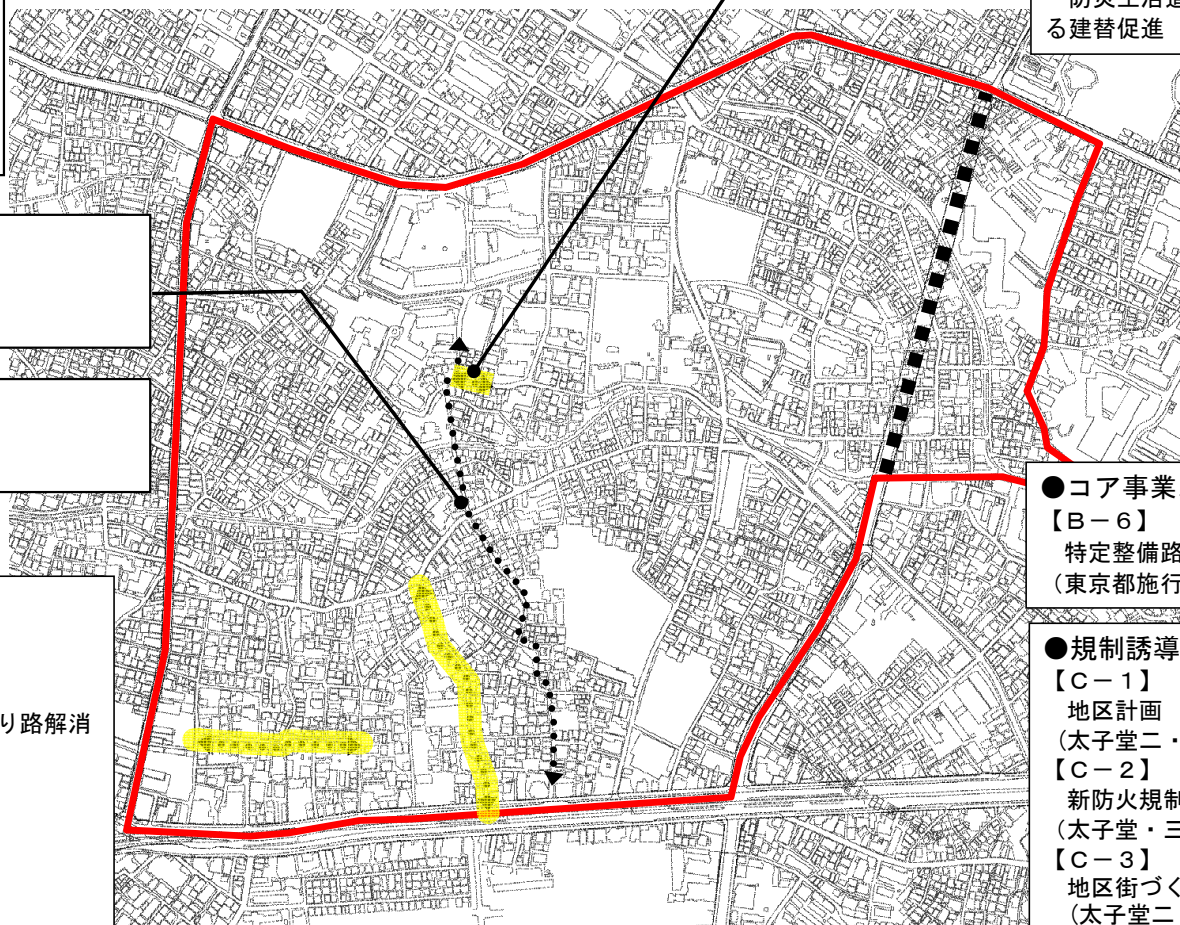 防災生活道
る建替促進
り路解消
●コア事業
【Ｂ－６】
特定整備路
（東京都施行
●規制誘導
【Ｃ－１】
地区計画
（太子堂二・
【Ｃ－２】
新防火規制
（太子堂・三
【Ｃ－３】
地区街づく
（太子堂二